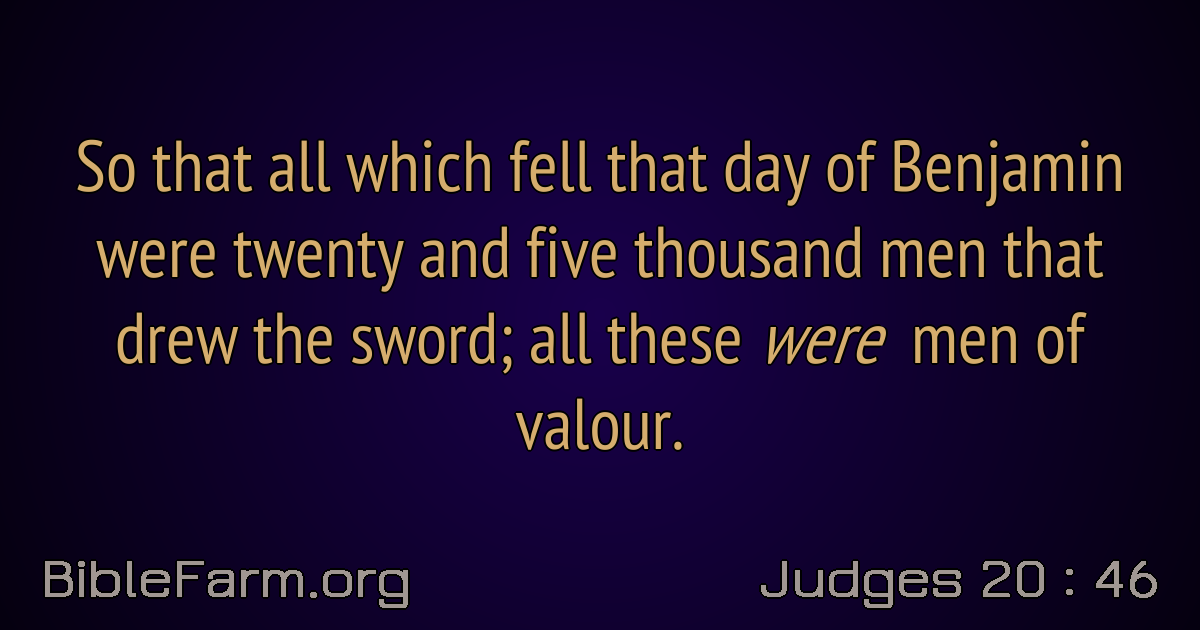 So that all which fell that day of Benjamin
were twenty and five thousand men that
drew the sword; all these were men of
valour.
BibleFarm.org
Judges 20 : 46